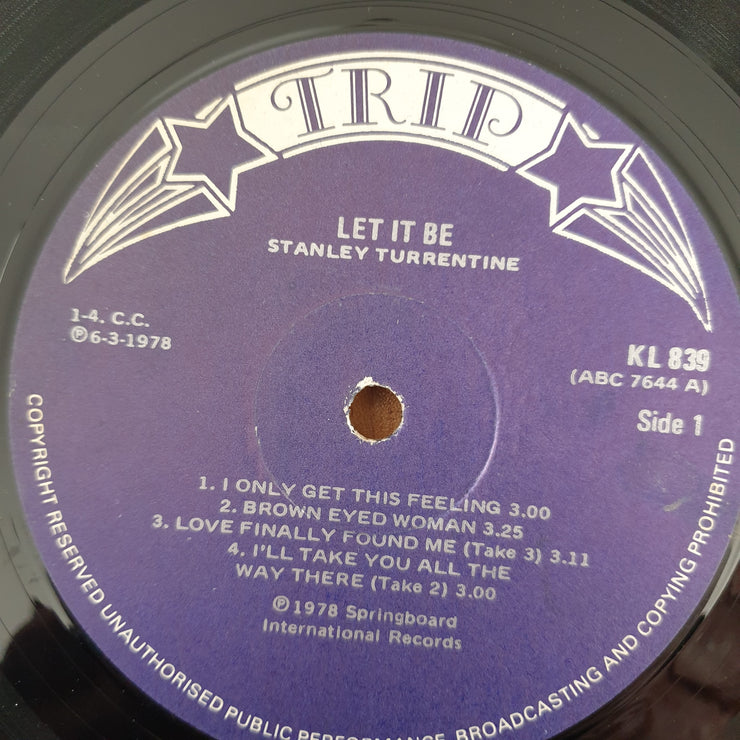 TRIP
LET IT BE
STANLEY TURRENTINE
1-4. C.C.
Ⓟ6-3-1978
KL 839
(ABC 7644 A)
Side 1
1. I ONLY GET THIS FEELING 3.00
2. BROWN EYED WOMAN 3.25
3. LOVE FINALLY FOUND ME (Take 3) 3.11
4. I'LL TAKE YOU ALL THE
WAY THERE (Take 2) 3.00
Ⓟ1978 Springboard
International Records
COPYRIGHT RESERVED UNAUTHORISED PUBLIC PERFORMANCE, BROADCASTING AND COPYING PROHIBITED